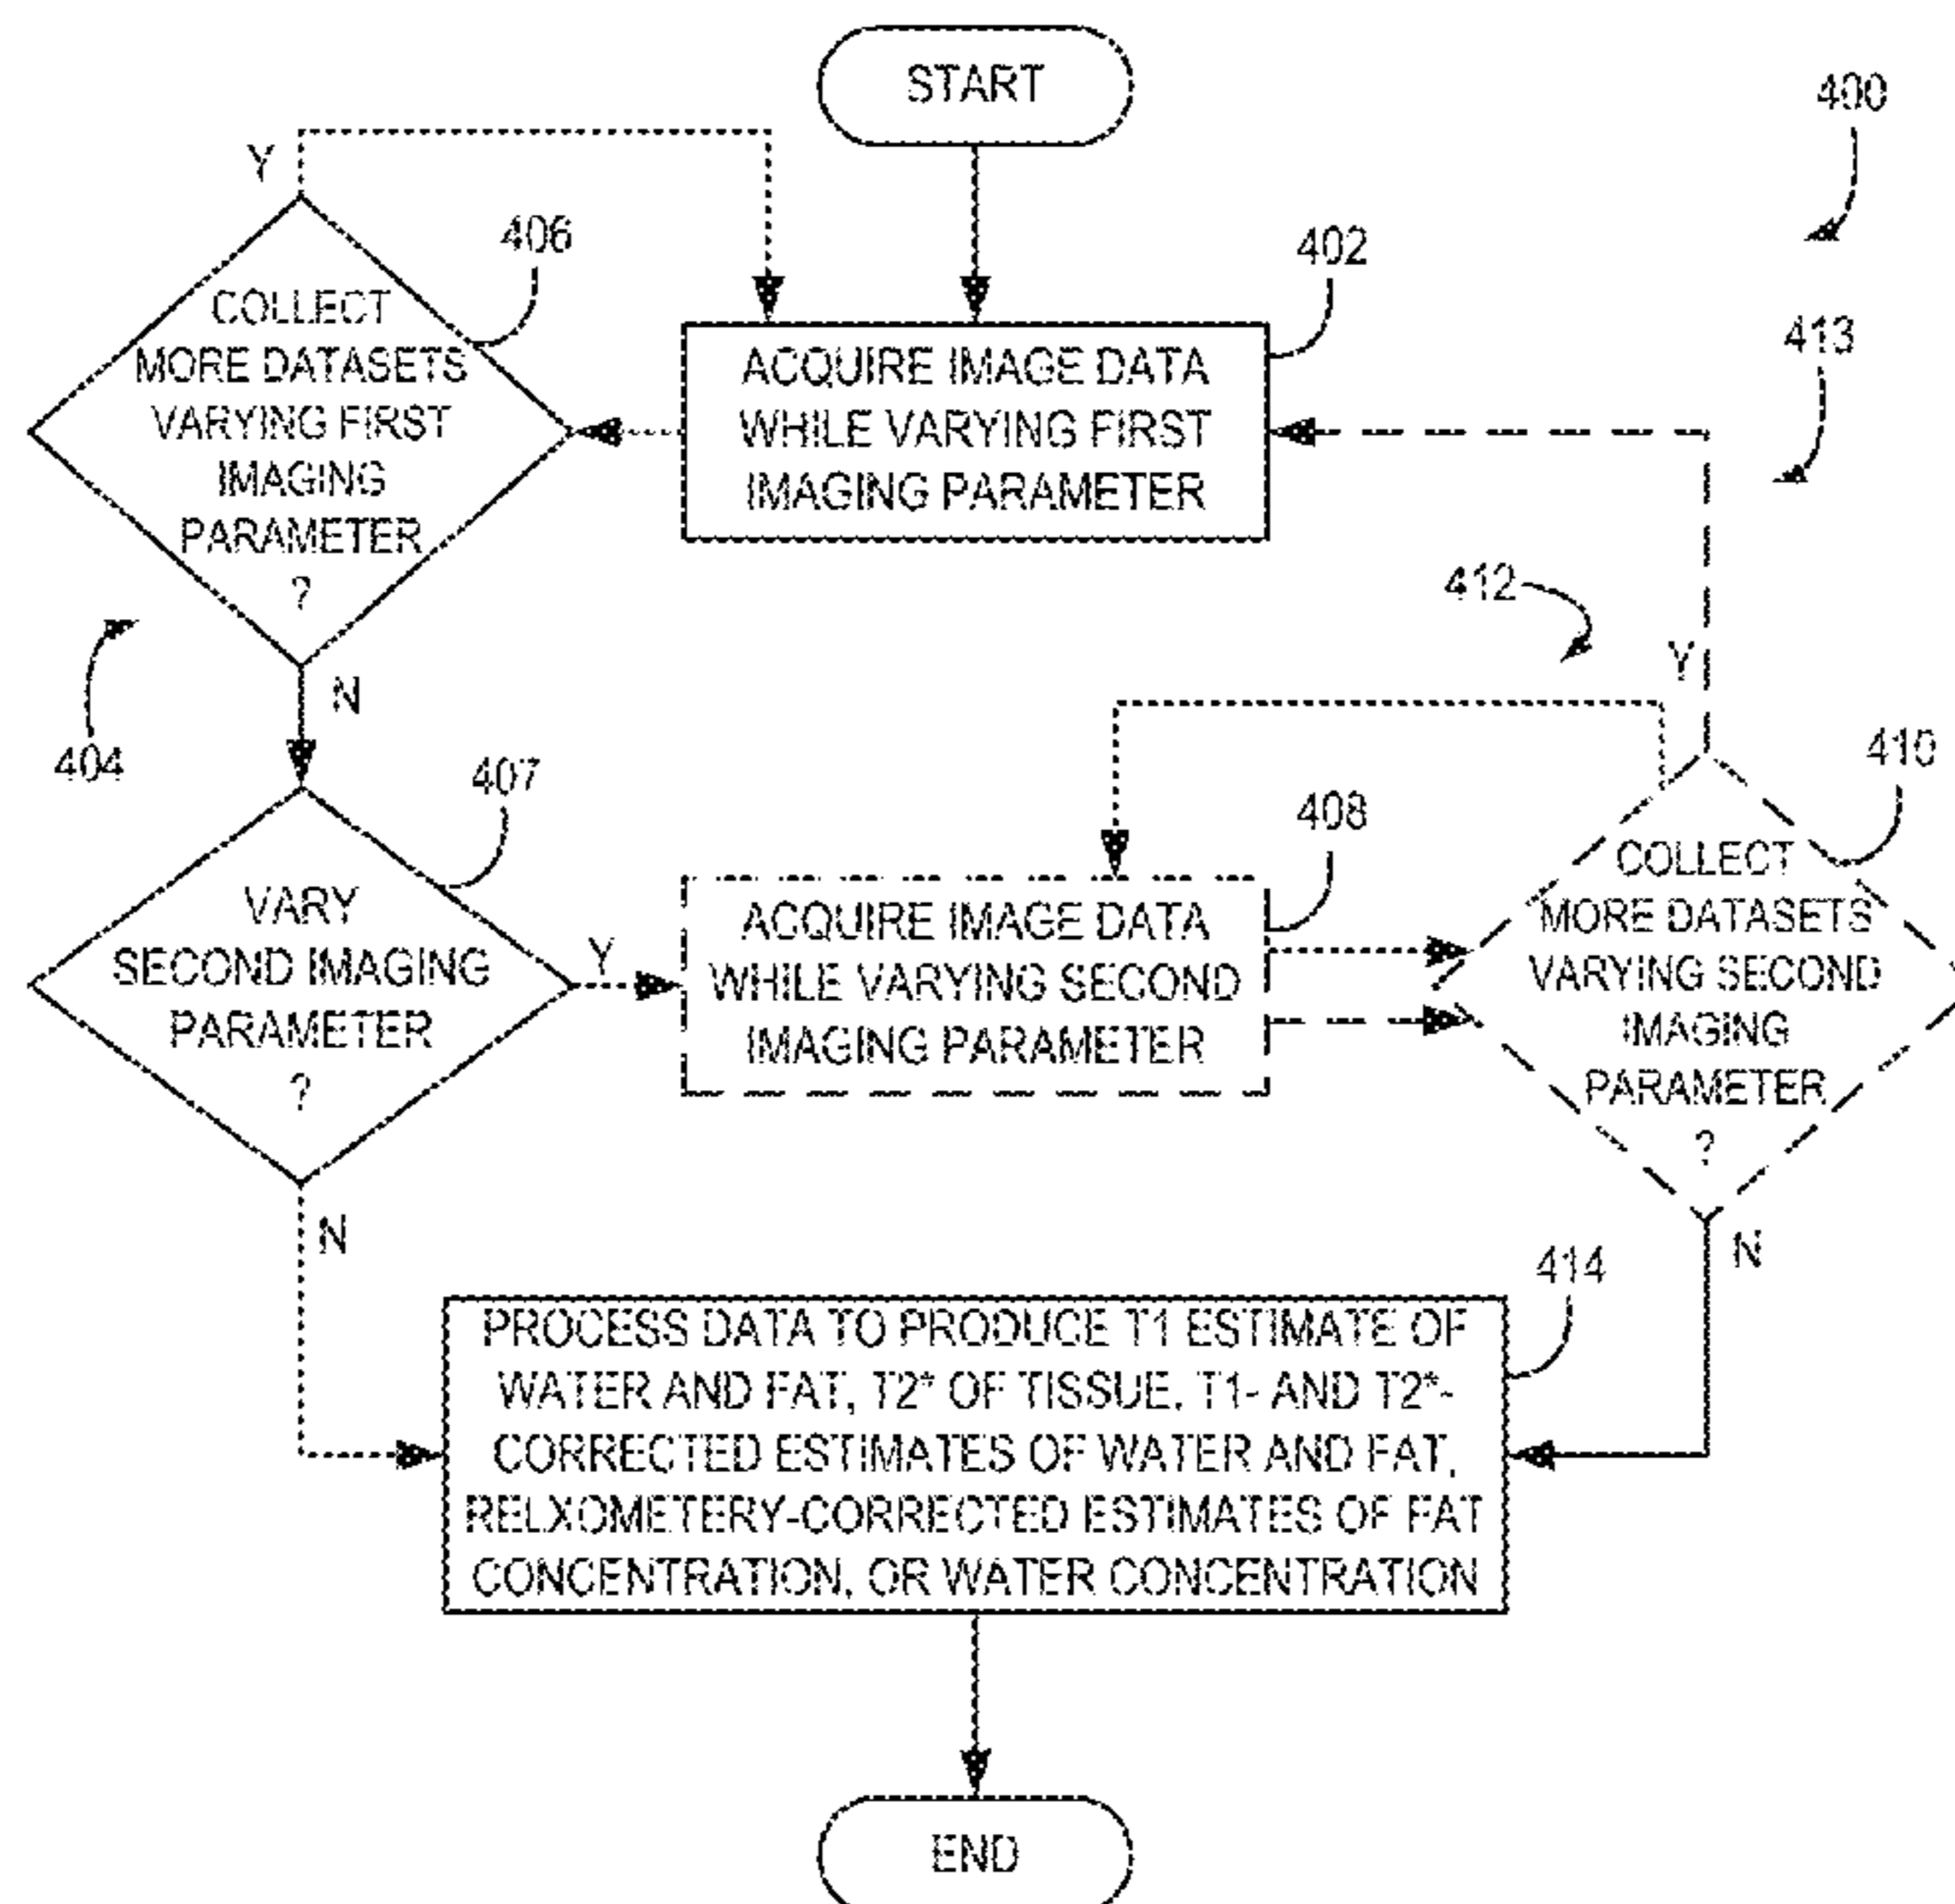 START
400
Y
406
402
413
COLLECT
MORE DATASETS
VARYING FIRST
IMAGING
PARAMETER
?
ACQUIRE IMAGE DATA
WHILE VARYING FIRST
IMAGING PARAMETER
412
404
N
Y
407
408
410
VARY
SECOND IMAGING
PARAMETER
?
Y
ACQUIRE IMAGE DATA
WHILE VARYING SECOND
IMAGING PARAMETER
COLLECT
MORE DATASETS
VARYING SECOND
IMAGING
PARAMETER
?
N
N
414
PROCESS DATA TO PRODUCE T1 ESTIMATE OF
WATER AND FAT, T2* OF TISSUE, T1- AND T2*-
CORRECTED ESTIMATES OF WATER AND FAT,
RELXOMETERY-CORRECTED ESTIMATES OF FAT
CONCENTRATION, OR WATER CONCENTRATION
END